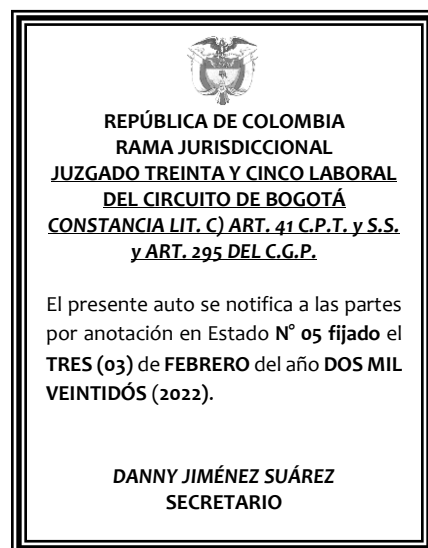 REPÚBLICA DE COLOMBIA
RAMA JURISDICCIONAL
JUZGADO TREINTA Y CINCO LABORAL
DEL CIRCUITO DE BOGOTÁ
CONSTANCIA LIT. C) ART. 41 C.P.T. y S.S.
y ART. 295 DEL C.G.P.
El presente auto se notifica a las partes
por anotación en Estado N° 05 fijado el
TRES (03) de FEBRERO del año DOS MIL
VEINTIDÓS (2022).
DANNY JIMÉNEZ SUÁREZ
SECRETARIO